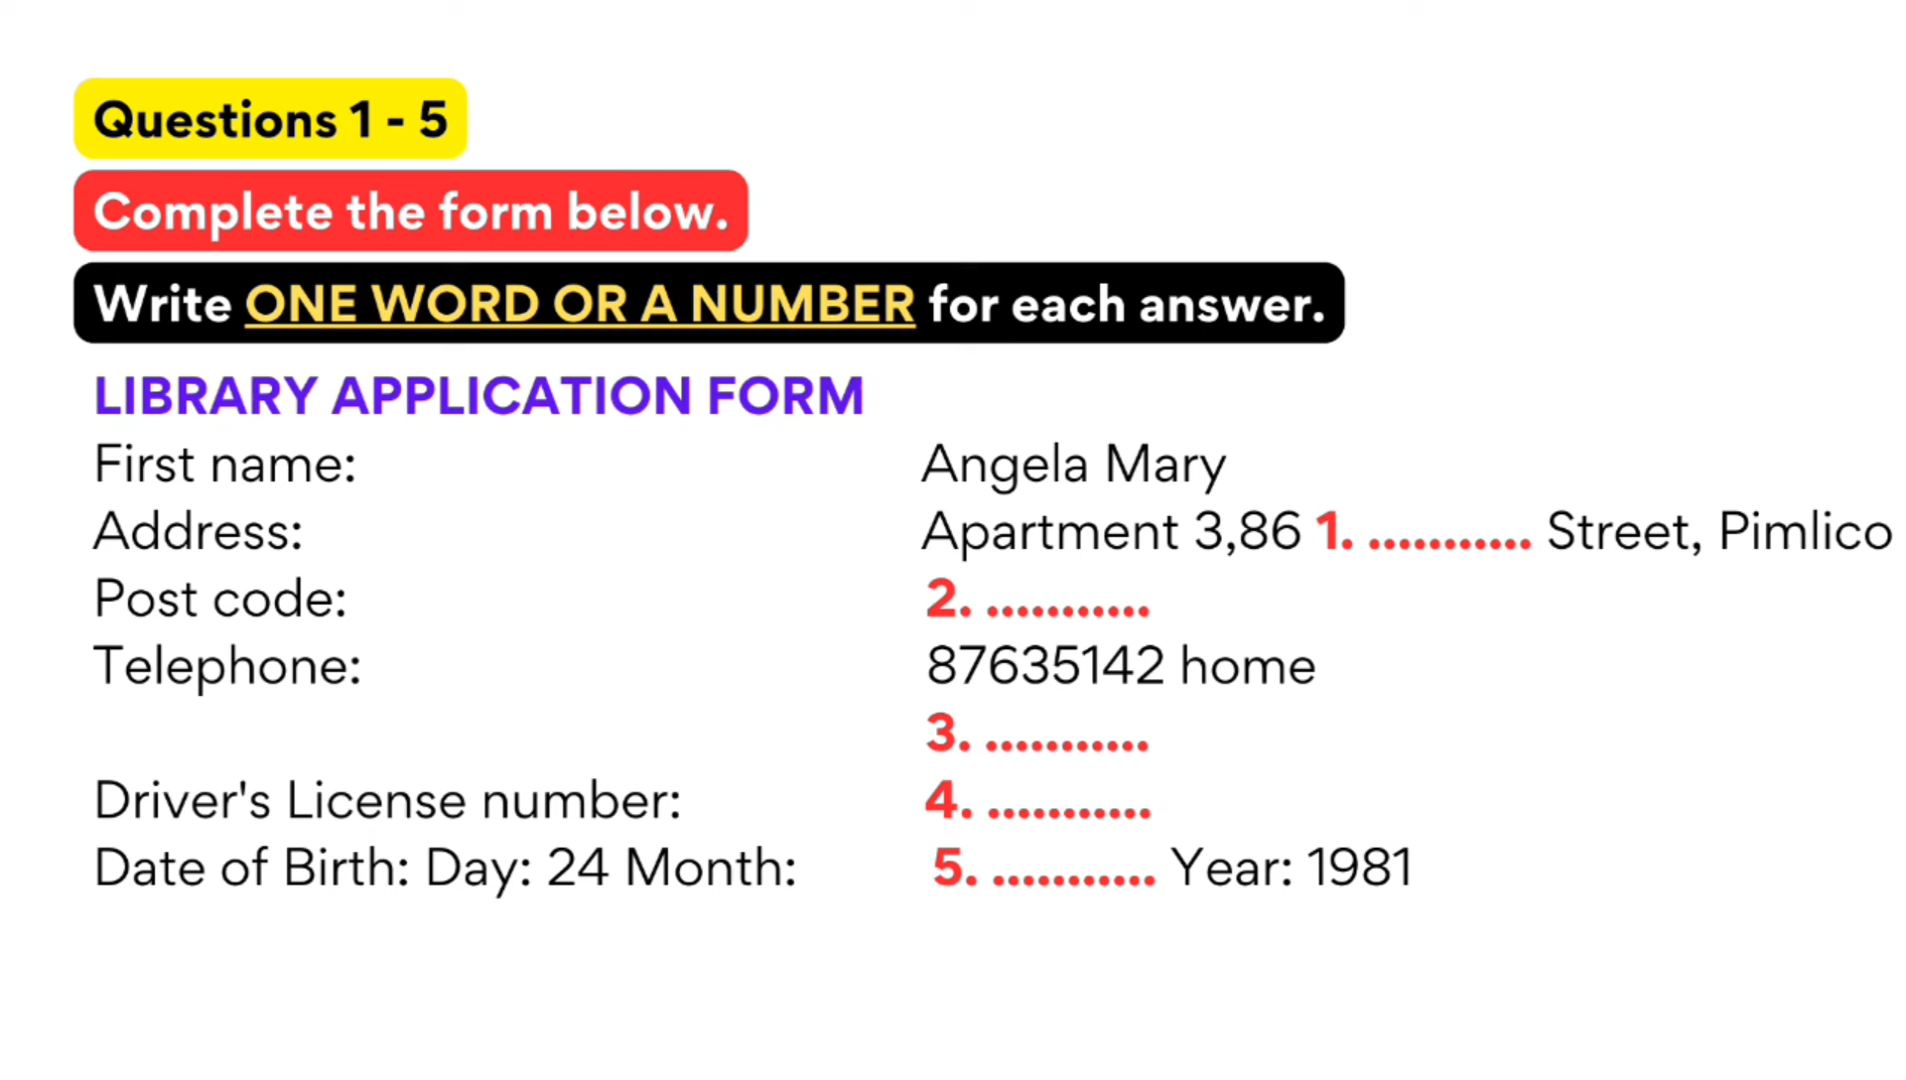 Questions 1 - 5
Complete the form below.
Write ONE WORD OR A NUMBER for each answer.
LIBRARY APPLICATION FORM
First name: Angela Mary
Address: Apartment 3,86 1. ........... Street, Pimlico
Post code: 2. ...........
Telephone: 87635142 home
3. ...........
Driver's License number: 4. ...........
Date of Birth: Day: 24 Month: 5. ........... Year: 1981